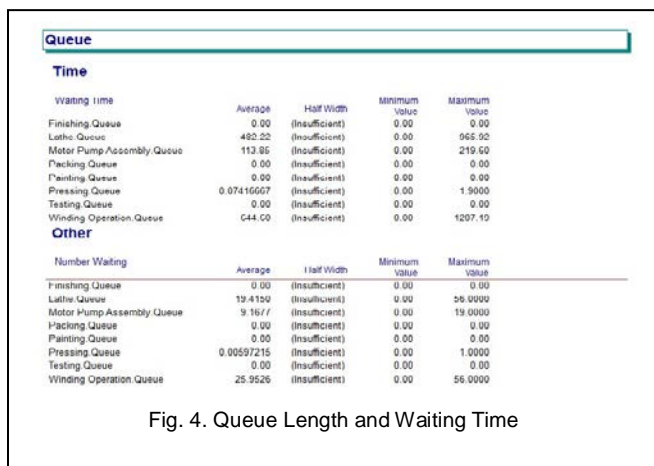 Queue
Time
Waiting Time Average Half Width Minimum Value Maximum Value
Finishing.Queue 0.00 (Insufficient) 0.00 0.00
Lathe.Queue 482.22 (Insufficient) 0.00 965.92
Motor Pump Assembly.Queue 113.85 (Insufficient) 0.00 219.60
Packing.Queue 0.00 (Insufficient) 0.00 0.00
Painting.Queue 0.00 (Insufficient) 0.00 0.00
Pressing.Queue 0.07416667 (Insufficient) 0.00 1.9000
Testing.Queue 0.00 (Insufficient) 0.00 0.00
Winding Operation.Queue (Insufficient) 0.00 1207.19
Other
Number Waiting Average Half Width Minimum Value Maximum Value
Finishing.Queue 0.00 (Insufficient) 0.00 0.00
Lathe.Queue 19.4150 (Insufficient) 0.00 56.0000
Motor Pump Assembly.Queue 9.1677 (Insufficient) 0.00 19.0000
Packing.Queue 0.00 (Insufficient) 0.00 0.00
Painting.Queue 0.00 (Insufficient) 0.00 0.00
Pressing.Queue 0.00597215 (Insufficient) 0.00 1.0000
Testing.Queue 0.00 (Insufficient) 0.00 0.00
Winding Operation.Queue 25.9526 (Insufficient) 0.00 56.0000
Fig. 4. Queue Length and Waiting Time